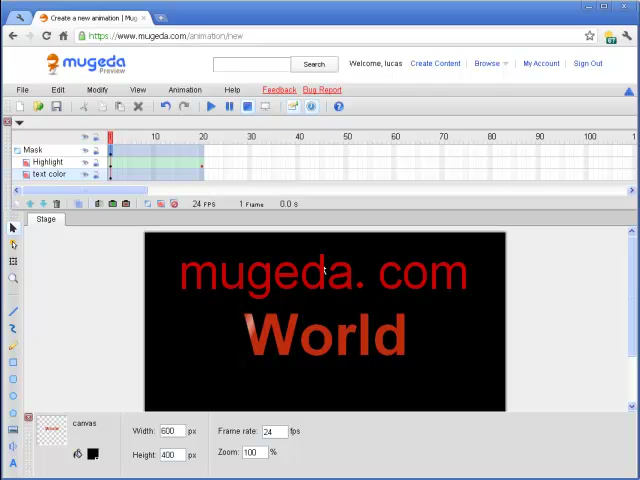 Create a new animation | Mug
https://www.mugeda.com/animation/new
mugeda
Preview
Search
Welcome, lucas
Create Content
Browse
My Account
Sign Out
File
Edit
Modify
View
Animation
Help
Feedback
Bug Report
1 10 20 30 40 50 60 70 80 90 100
Mask
Highlight
text color
24 FPS
1 Frame
0.0 S
Stage
mugeda. com
World
canvas
Width: 600 px
Frame rate: 24 fps
Height: 400 px
Zoom: 100 %